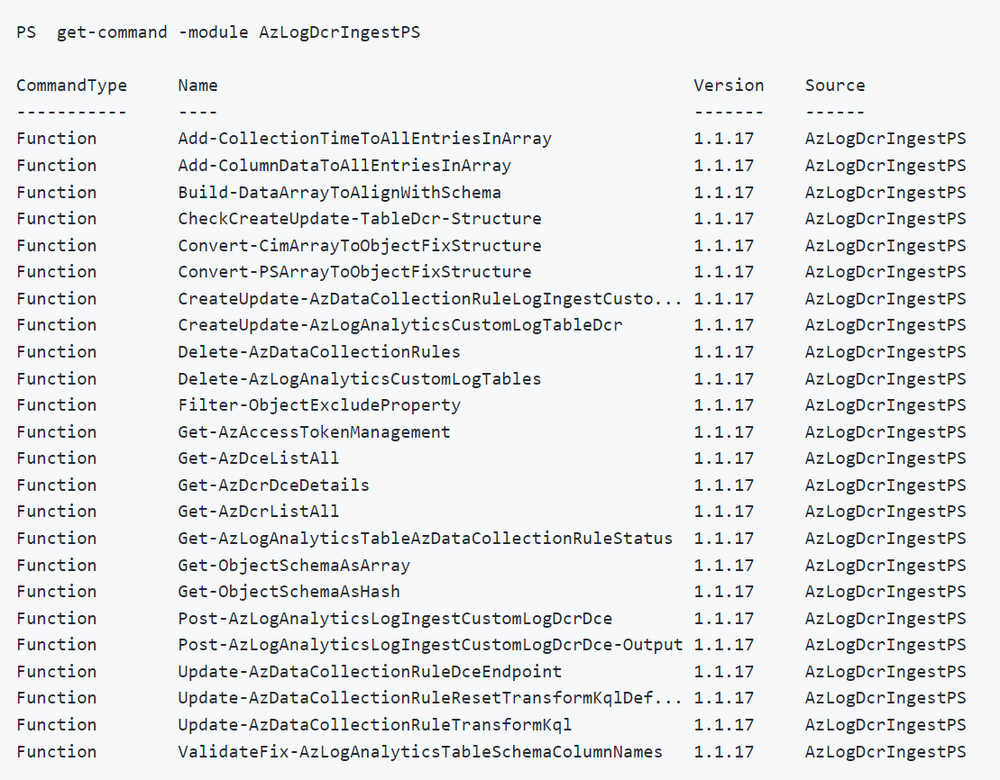 PS  get-command -module AzLogDcrIngestPS
CommandType     Name                                               Version    Source
-----------     ----                                               -------    ------
Function        Add-CollectionTimeToAllEntriesInArray              1.1.17     AzLogDcrIngestPS
Function        Add-ColumnDataToAllEntriesInArray                  1.1.17     AzLogDcrIngestPS
Function        Build-DataArrayToAlignWithSchema                   1.1.17     AzLogDcrIngestPS
Function        CheckCreateUpdate-TableDcr-Structure               1.1.17     AzLogDcrIngestPS
Function        Convert-CimArrayToObjectFixStructure               1.1.17     AzLogDcrIngestPS
Function        Convert-PSArrayToObjectFixStructure                1.1.17     AzLogDcrIngestPS
Function        CreateUpdate-AzDataCollectionRuleLogIngestCusto... 1.1.17     AzLogDcrIngestPS
Function        CreateUpdate-AzLogAnalyticsCustomLogTableDcr       1.1.17     AzLogDcrIngestPS
Function        Delete-AzDataCollectionRules                       1.1.17     AzLogDcrIngestPS
Function        Delete-AzLogAnalyticsCustomLogTables               1.1.17     AzLogDcrIngestPS
Function        Filter-ObjectExcludeProperty                       1.1.17     AzLogDcrIngestPS
Function        Get-AzAccessTokenManagement                        1.1.17     AzLogDcrIngestPS
Function        Get-AzDceListAll                                   1.1.17     AzLogDcrIngestPS
Function        Get-AzDcrDceDetails                                1.1.17     AzLogDcrIngestPS
Function        Get-AzDcrListAll                                   1.1.17     AzLogDcrIngestPS
Function        Get-AzLogAnalyticsTableAzDataCollectionRuleStatus  1.1.17     AzLogDcrIngestPS
Function        Get-ObjectSchemaAsArray                            1.1.17     AzLogDcrIngestPS
Function        Get-ObjectSchemaAsHash                             1.1.17     AzLogDcrIngestPS
Function        Post-AzLogAnalyticsLogIngestCustomLogDcrDce        1.1.17     AzLogDcrIngestPS
Function        Post-AzLogAnalyticsLogIngestCustomLogDcrDce-Output 1.1.17     AzLogDcrIngestPS
Function        Update-AzDataCollectionRuleDceEndpoint             1.1.17     AzLogDcrIngestPS
Function        Update-AzDataCollectionRuleResetTransformKqlDef... 1.1.17     AzLogDcrIngestPS
Function        Update-AzDataCollectionRuleTransformKql            1.1.17     AzLogDcrIngestPS
Function        ValidateFix-AzLogAnalyticsTableSchemaColumnNames   1.1.17     AzLogDcrIngestPS